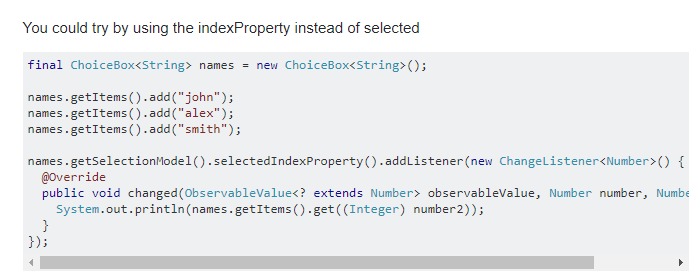 You could try by using the indexProperty instead of selected
final ChoiceBox<String> names = new ChoiceBox<String>();
names.getItems().add("john");
names.getItems().add("alex");
names.getItems().add("smith");
names.getSelectionModel().selectedIndexProperty().addListener(new ChangeListener<Number>() {
@Override
public void changed(ObservableValue<? extends Number> observableValue, Number number, Numbe
System.out.println(names.getItems().get((Integer) number2));
}
});